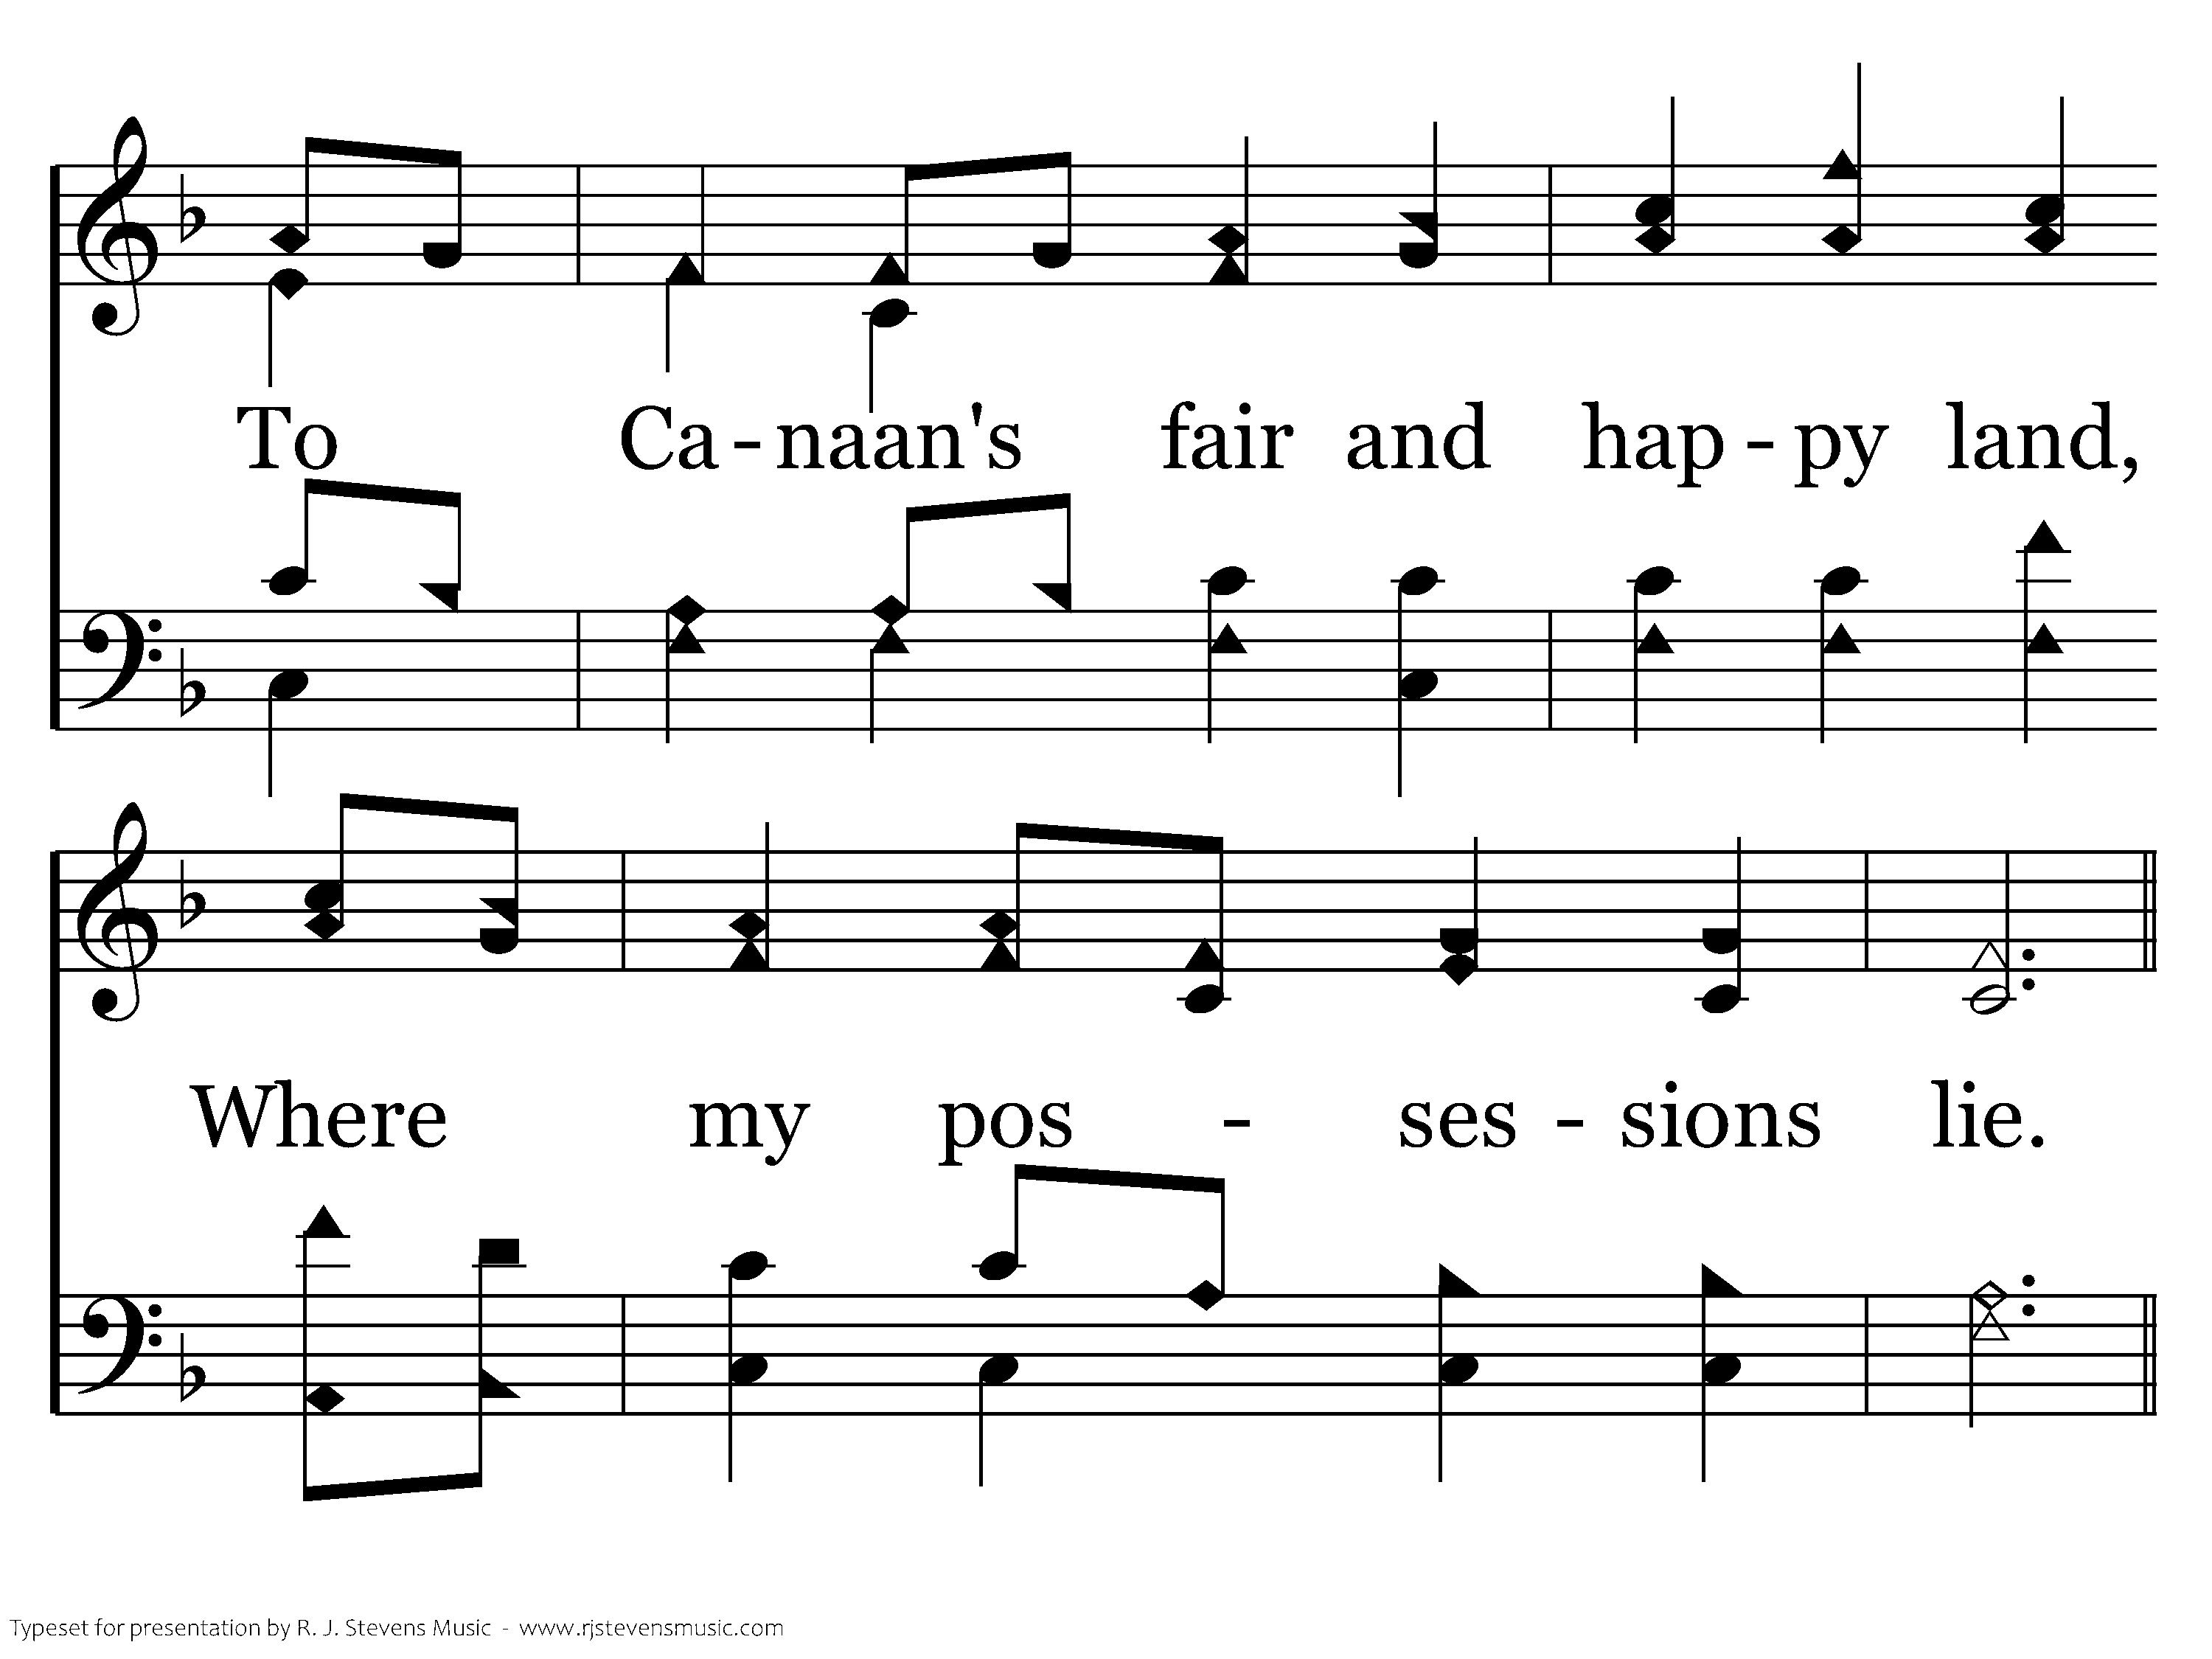 To Ca-naan's fair and hap-py land,
Where my pos - ses - sions lie.
Typeset for presentation by R. J. Stevens Music - www.rjstevensmusic.com